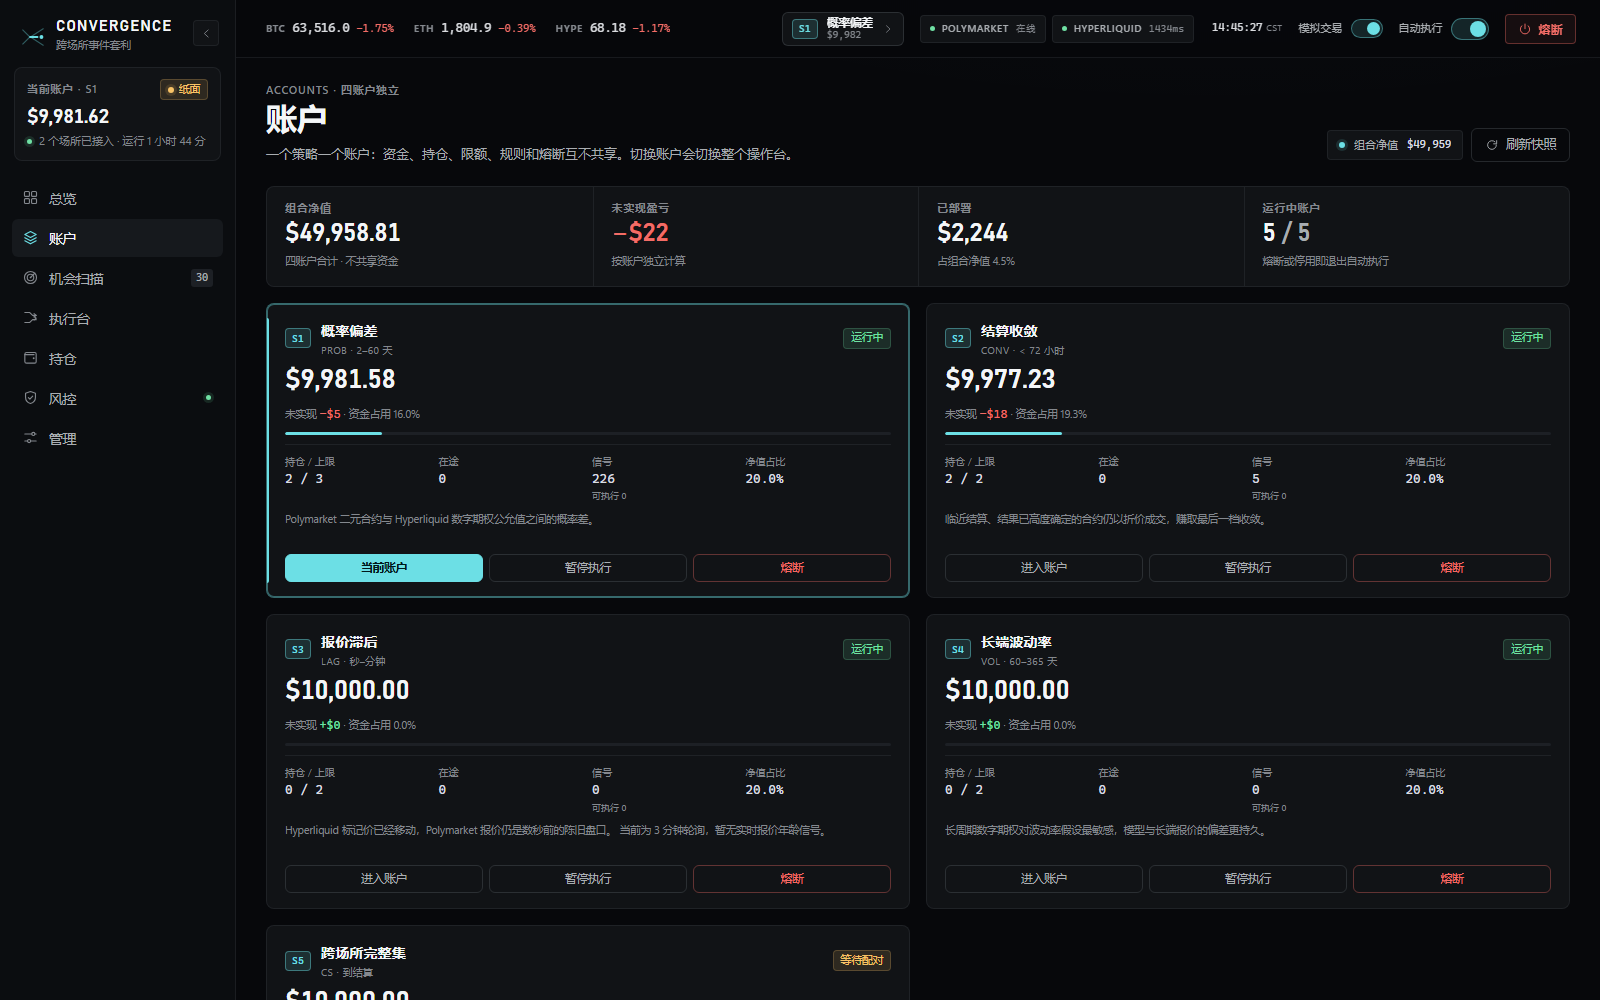 CONVERGENCE
跨场所事件套利
当前账户 · S1
纸面
$9,981.62
2 个场所已接入 · 运行 1 小时 44 分
总览
账户
机会扫描 30
执行台
持仓
风控
管理
BTC 63,516.0 −1.75% ETH 1,804.9 −0.39% HYPE 68.18 −1.17%
S1 概率偏差 $9,982
POLYMARKET 在线
HYPERLIQUID 1434ms
14:45:27 CST
模拟交易
自动执行
熔断
ACCOUNTS · 四账户独立
账户
一个策略一个账户：资金、持仓、限额、规则和熔断互不共享。切换账户会切换整个操作台。
组合净值 $49,959
刷新快照
组合净值
$49,958.81
四账户合计 · 不共享资金
未实现盈亏
−$22
按账户独立计算
已部署
$2,244
占组合净值 4.5%
运行中账户
5 / 5
熔断或停用即退出自动执行
S1 概率偏差 运行中
PROB · 2–60 天
$9,981.58
未实现 −$5 · 资金占用 16.0%
持仓 / 上限 在途 信号 净值占比
2 / 3 0 226 20.0%
可执行 0
Polymarket 二元合约与 Hyperliquid 数字期权公允值之间的概率差。
当前账户 暂停执行 熔断
S2 结算收敛 运行中
CONV · < 72 小时
$9,977.23
未实现 −$18 · 资金占用 19.3%
持仓 / 上限 在途 信号 净值占比
2 / 2 0 5 20.0%
可执行 0
临近结算、结果已高度确定的合约仍以折价成交，赚取最后一档收敛。
进入账户 暂停执行 熔断
S3 报价滞后 运行中
LAG · 秒–分钟
$10,000.00
未实现 +$0 · 资金占用 0.0%
持仓 / 上限 在途 信号 净值占比
0 / 2 0 0 20.0%
可执行 0
Hyperliquid 标记价已经移动，Polymarket 报价仍是数秒前的陈旧盘口。 当前为 3 分钟轮询，暂无实时报价年龄信号。
进入账户 暂停执行 熔断
S4 长端波动率 运行中
VOL · 60–365 天
$10,000.00
未实现 +$0 · 资金占用 0.0%
持仓 / 上限 在途 信号 净值占比
0 / 2 0 0 20.0%
可执行 0
长周期数字期权对波动率假设最敏感，模型与长端报价的偏差更持久。
进入账户 暂停执行 熔断
S5 跨场所完整集 等待配对
CS · 到结算
$10,000.00